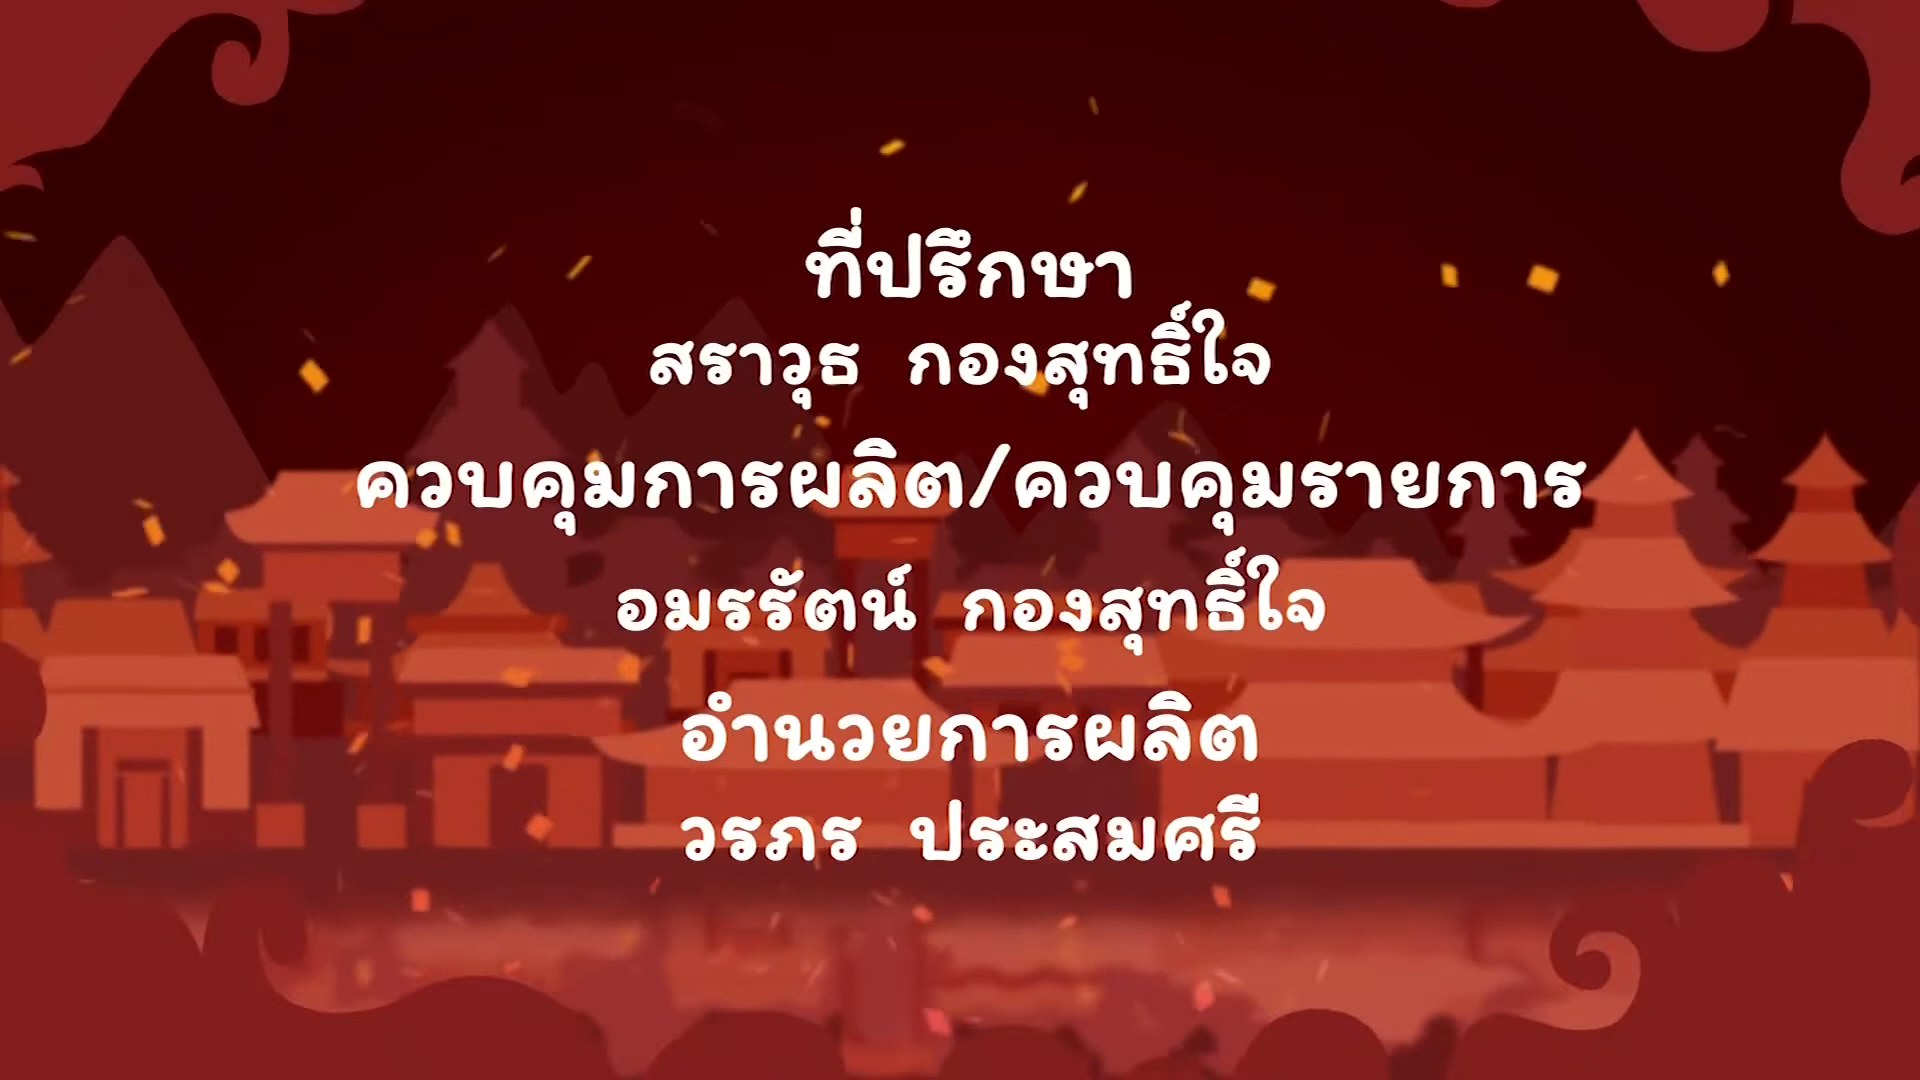 ที่ปรึกษา
สราวุธ กองสุทธิ์ใจ
ควบคุมการผลิต/ควบคุมรายการ
อมรรัตน์ กองสุทธิ์ใจ
อำนวยการผลิต
วรภร ประสมศรี